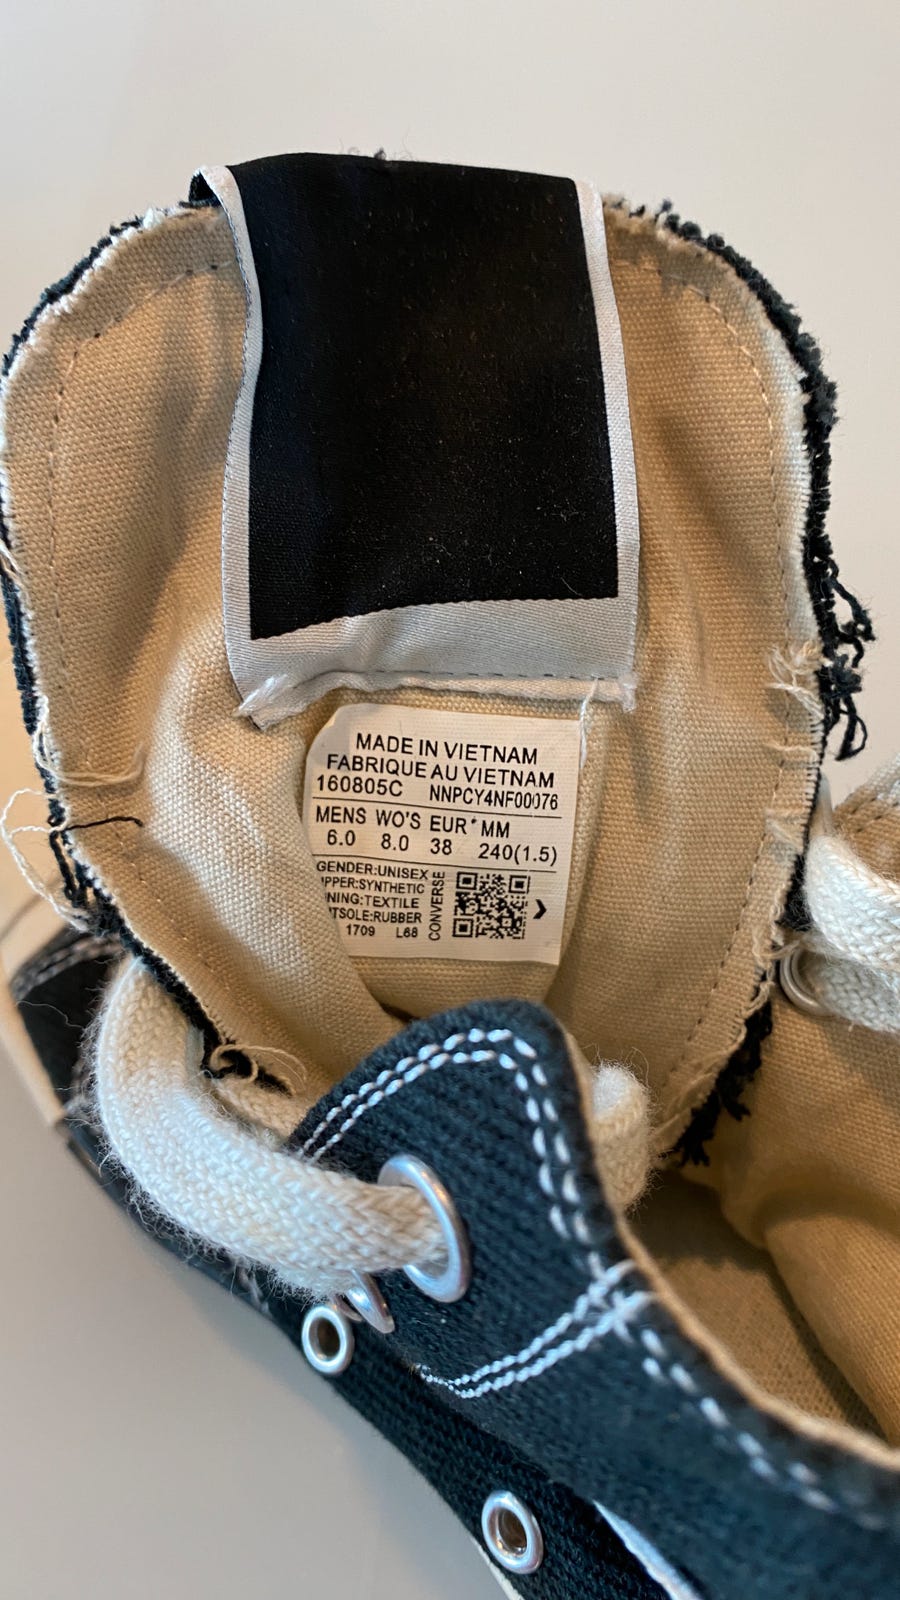 MADE IN VIETNAM
FABRIQUE AU VIETNAM
160805C NNPCY4NF00076
MENS WO'S EUR* MM
6.0 8.0 38 240(1.5)
GENDER:UNISEX
PPER:SYNTHETIC
NING:TEXTILE
TSOLE:RUBBER
1709 L68
CONVERSE